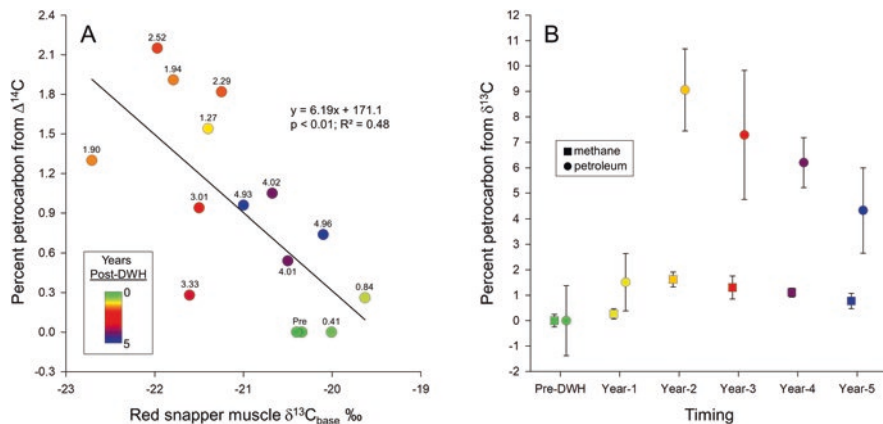 A
Percent petrocarbon from Δ¹⁴C
2.4
2.1
1.8
1.5
1.2
0.9
0.6
0.3
0.0
-0.3
2.52
1.94
2.29
1.27
1.90
y = 6.19x + 171.1
p < 0.01; R² = 0.48
3.01
4.93
4.02
4.96
4.01
3.33
0.84
Pre
0.41
Years
Post-DWH
0
5
-23
-22
-21
-20
-19
Red snapper muscle δ¹³C_base ‰
B
Percent petrocarbon from δ¹³C
12
11
10
9
8
7
6
5
4
3
2
1
0
-1
-2
methane
petroleum
Pre-DWH
Year-1
Year-2
Year-3
Year-4
Year-5
Timing